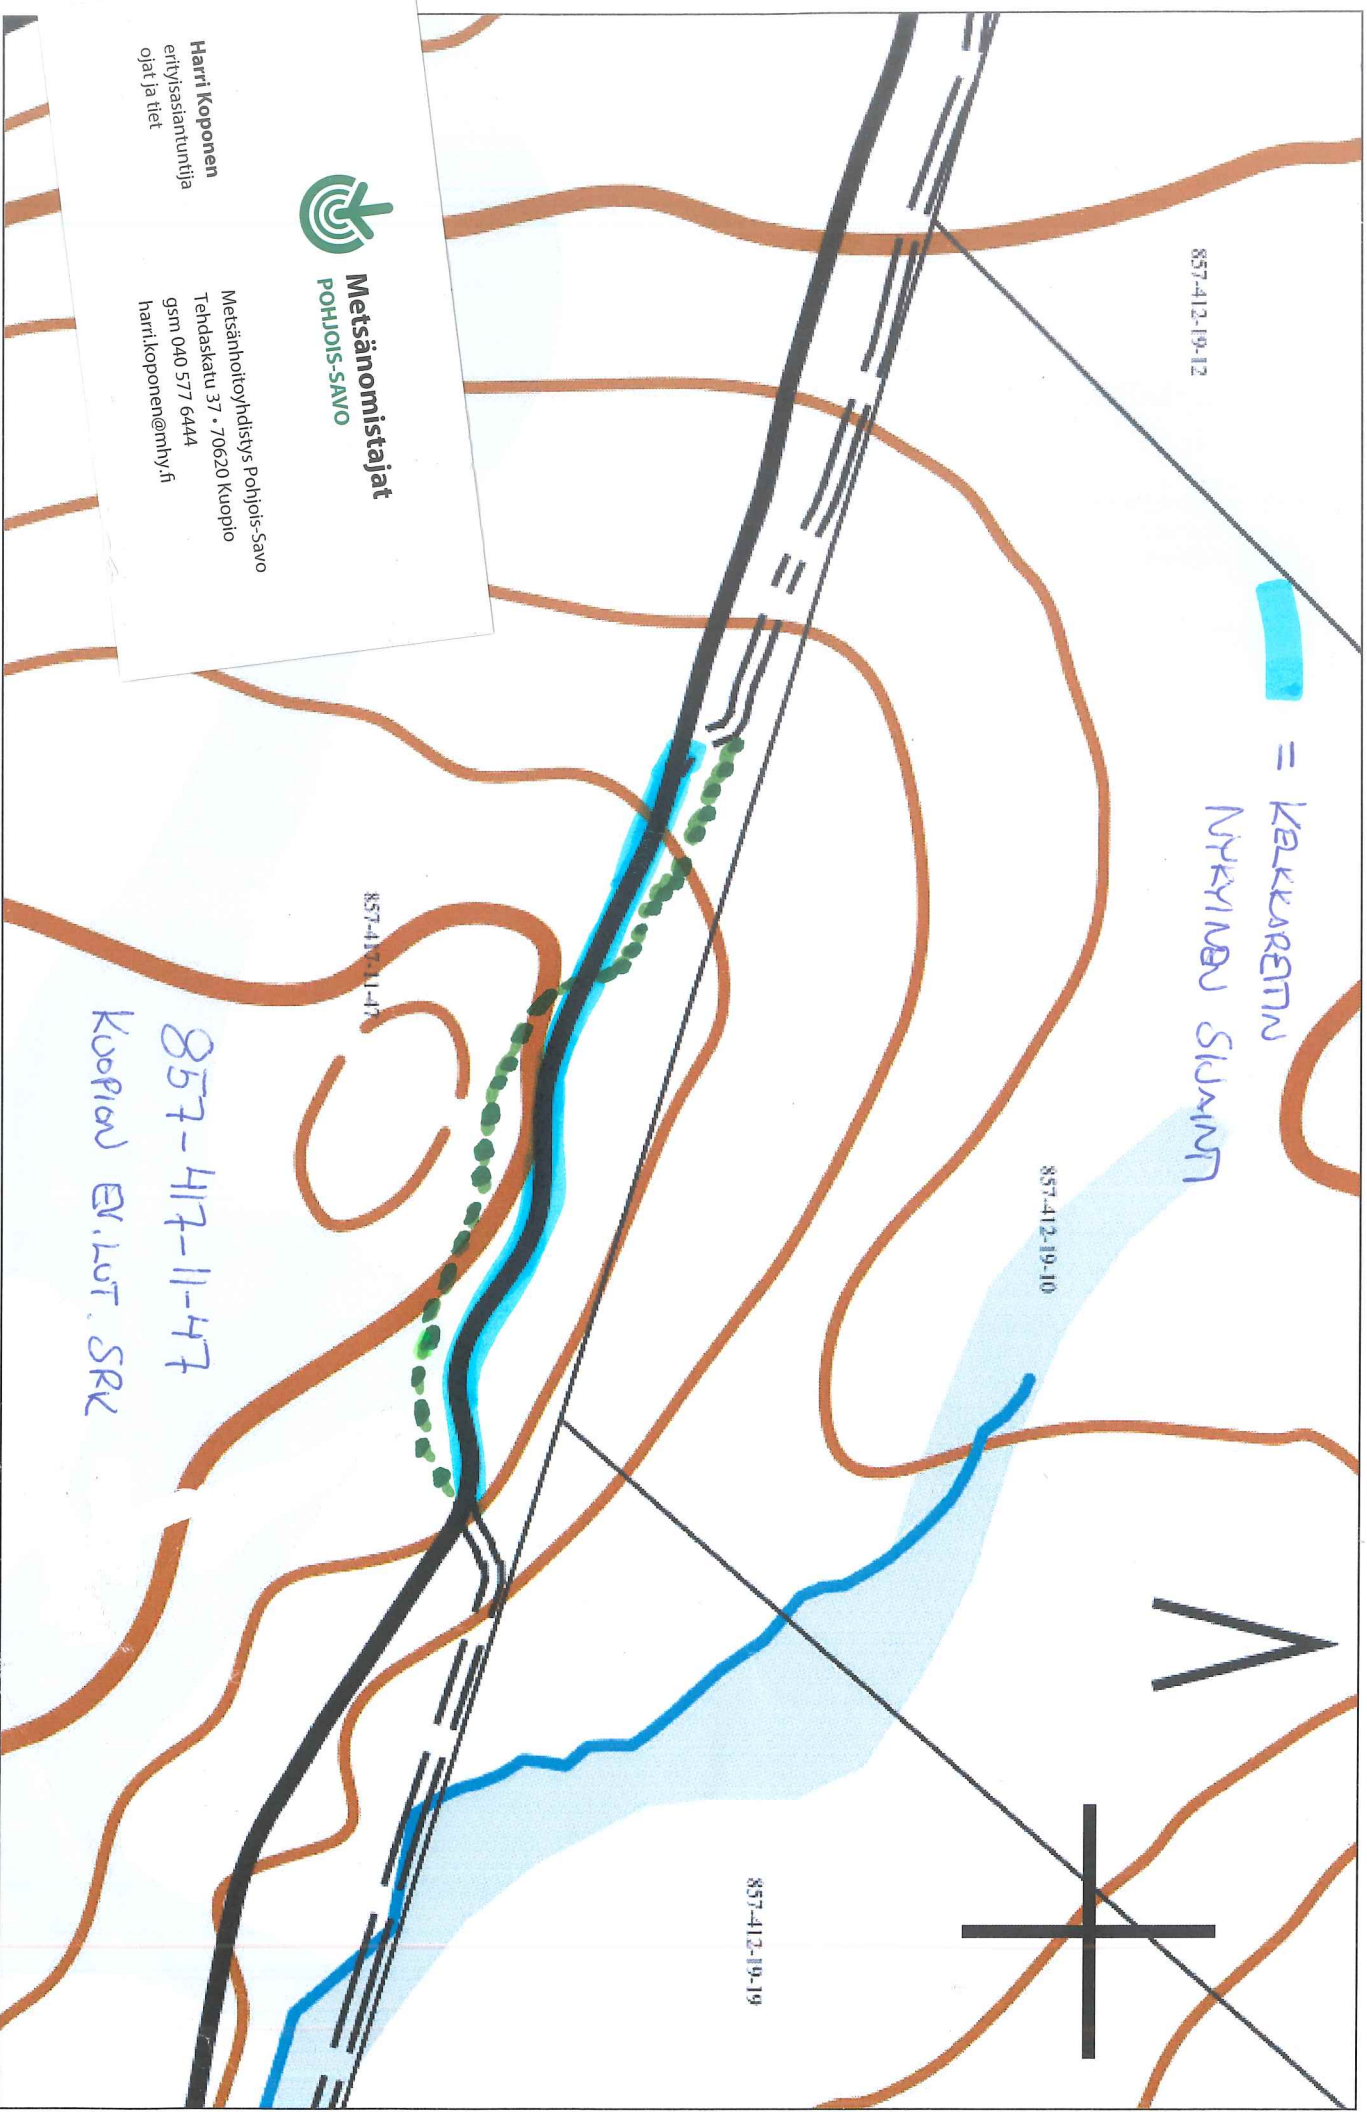 Metsänomistajat
POHJOIS-SAVO
Harri Koponen
erityisasiantuntija
ojat ja tiet
Metsänhoitoyhdistys Pohjois-Savo
Tehdaskatu 37 • 70620 Kuopio
gsm 040 577 6444
harri.koponen@mhy.fi
857-412-19-12
= KELKKAREITIN
NYKYINEN SIJAINTI
857-412-19-10
857-412-19-19
857-417-11-47
857-417-11-47
KUOPION EV.LUT. SRK